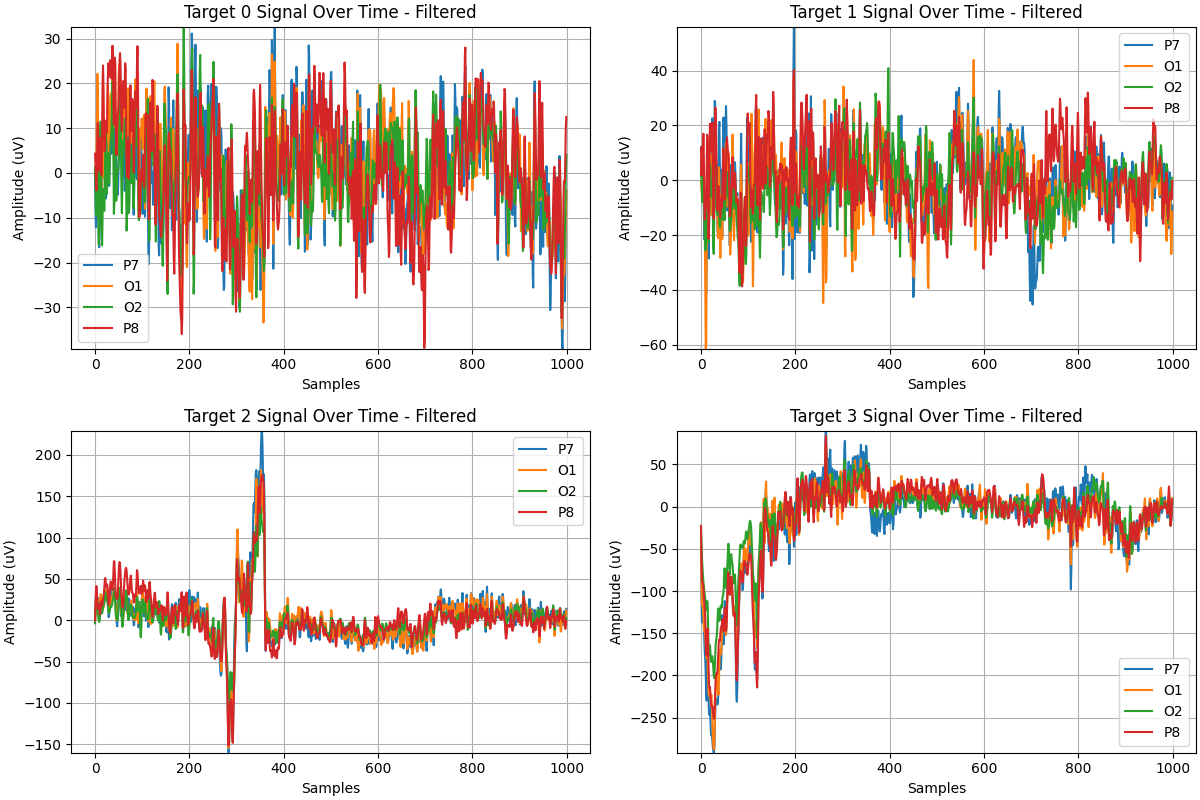 Target 0 Signal Over Time - Filtered
Amplitude (uV)
30
20
10
0
−10
−20
−30
P7
O1
O2
P8
0
200
400
600
800
1000
Samples
Target 1 Signal Over Time - Filtered
Amplitude (uV)
40
20
0
−20
−40
−60
P7
O1
O2
P8
0
200
400
600
800
1000
Samples
Target 2 Signal Over Time - Filtered
Amplitude (uV)
200
150
100
50
0
−50
−100
−150
P7
O1
O2
P8
0
200
400
600
800
1000
Samples
Target 3 Signal Over Time - Filtered
Amplitude (uV)
50
0
−50
−100
−150
−200
−250
P7
O1
O2
P8
0
200
400
600
800
1000
Samples